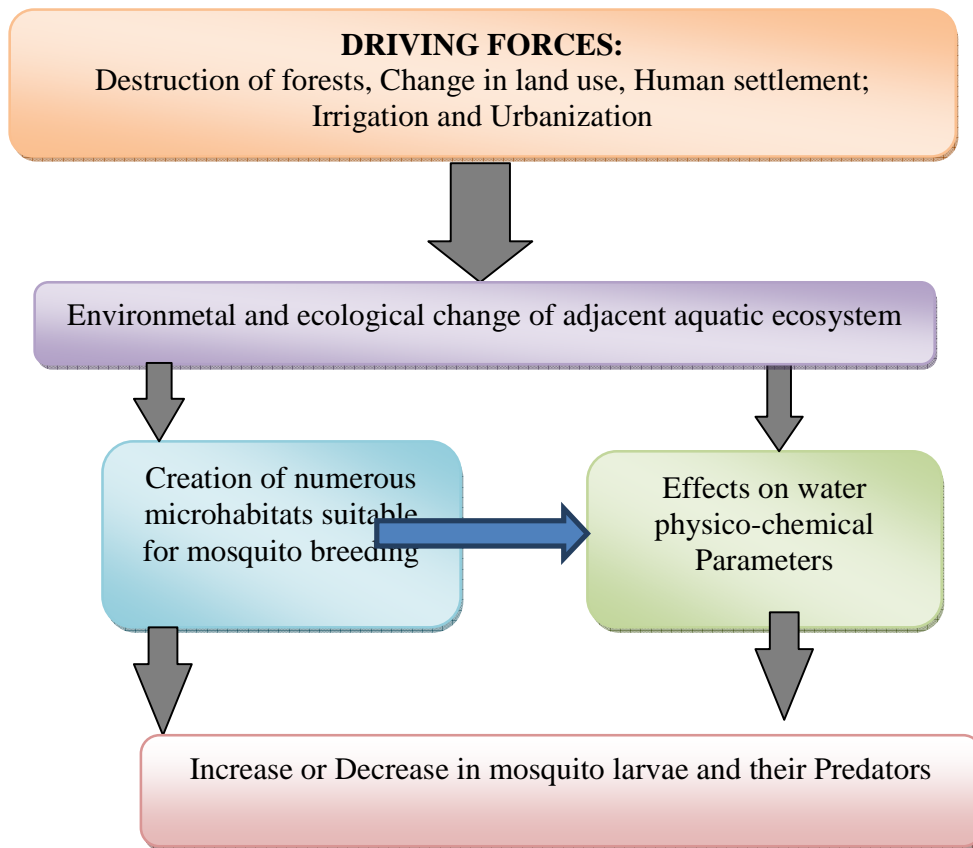 DRIVING FORCES:
Destruction of forests, Change in land use, Human settlement;
Irrigation and Urbanization
Environmetal and ecological change of adjacent aquatic ecosystem
Creation of numerous
microhabitats suitable
for mosquito breeding
Effects on water
physico-chemical
Parameters
Increase or Decrease in mosquito larvae and their Predators